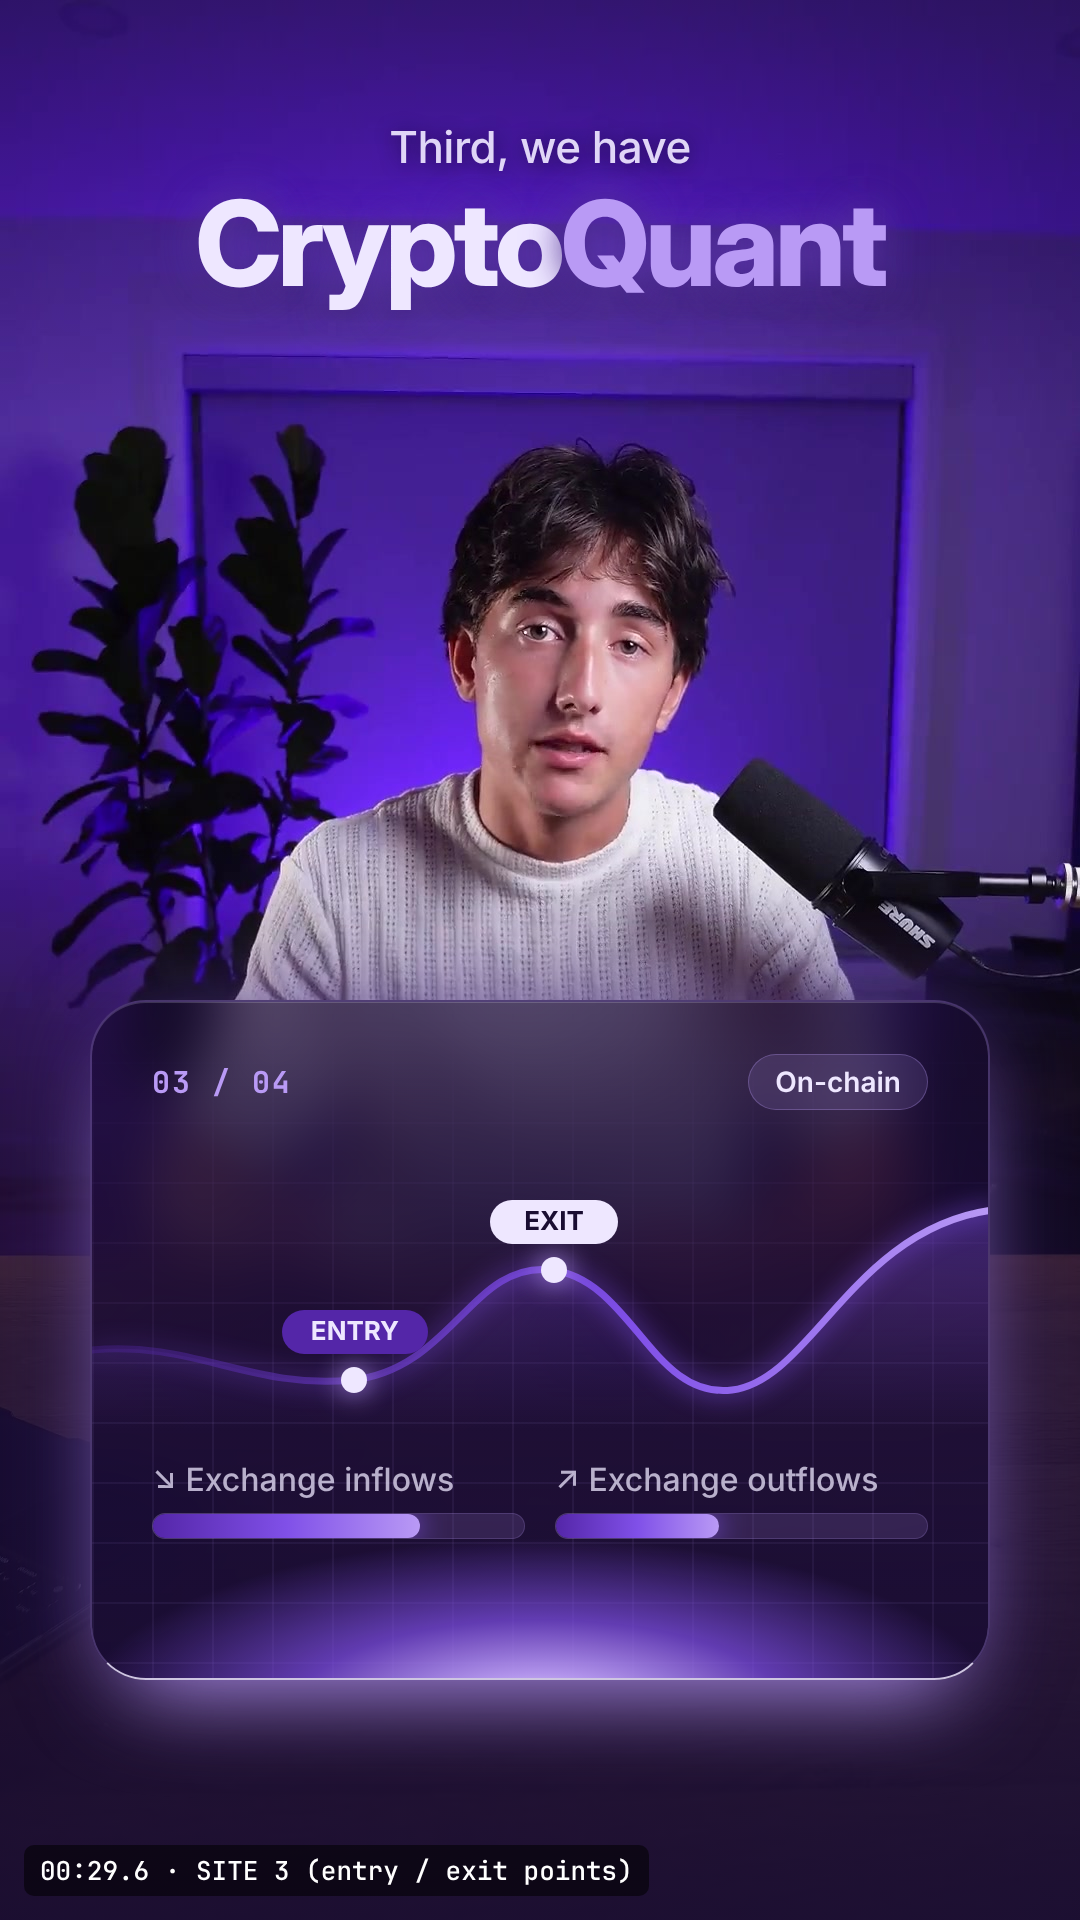 Third, we have
CryptoQuant
SHURE
03 / 04
On-chain
EXIT
ENTRY
↘ Exchange inflows
↗ Exchange outflows
00:29.6 · SITE 3 (entry / exit points)